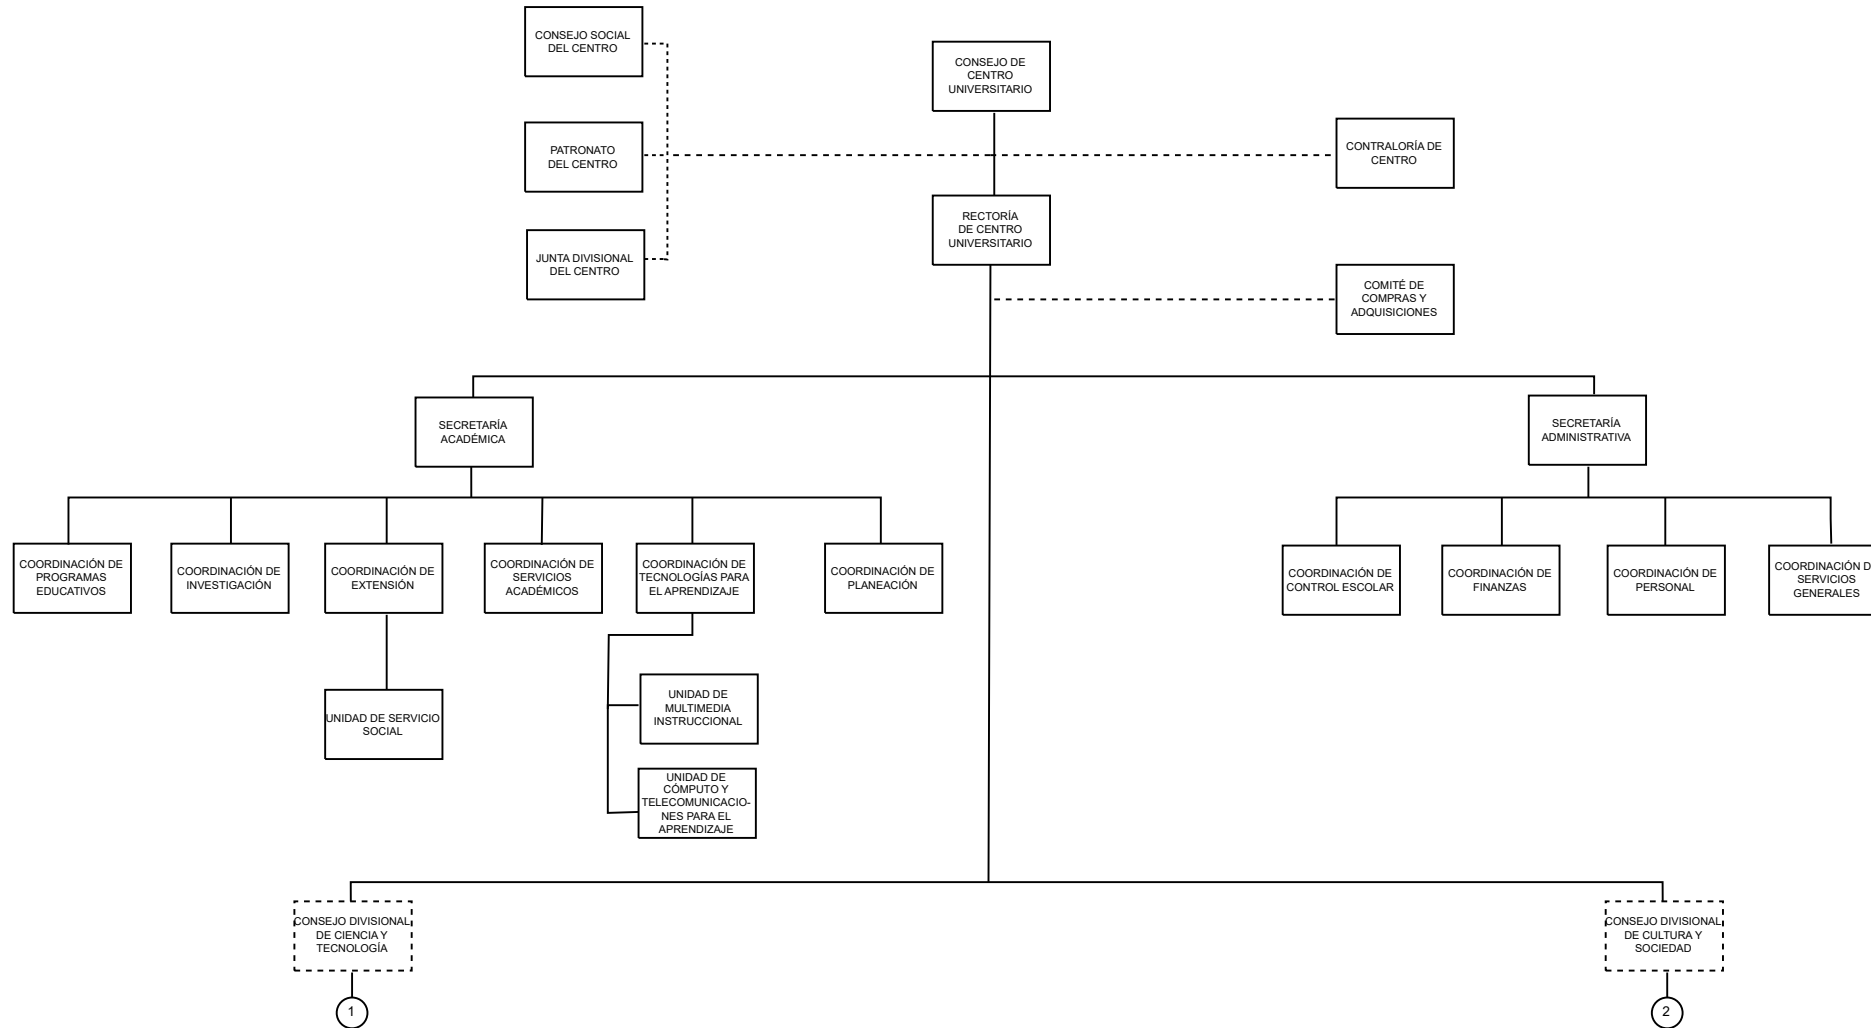 CONSEJO SOCIAL
DEL CENTRO
CONSEJO DE
CENTRO
UNIVERSITARIO
PATRONATO
DEL CENTRO
CONTRALORÍA DE
CENTRO
RECTORÍA
DE CENTRO
UNIVERSITARIO
JUNTA DIVISIONAL
DEL CENTRO
COMITÉ DE
COMPRAS Y
ADQUISICIONES
SECRETARÍA
ACADÉMICA
SECRETARÍA
ADMINISTRATIVA
COORDINACIÓN DE
PROGRAMAS
EDUCATIVOS
COORDINACIÓN DE
INVESTIGACIÓN
COORDINACIÓN DE
EXTENSIÓN
COORDINACIÓN DE
SERVICIOS
ACADÉMICOS
COORDINACIÓN DE
TECNOLOGÍAS PARA
EL APRENDIZAJE
COORDINACIÓN DE
PLANEACIÓN
COORDINACIÓN DE
CONTROL ESCOLAR
COORDINACIÓN DE
FINANZAS
COORDINACIÓN DE
PERSONAL
COORDINACIÓN D
SERVICIOS
GENERALES
UNIDAD DE SERVICIO
SOCIAL
UNIDAD DE
MULTIMEDIA
INSTRUCCIONAL
UNIDAD DE
CÓMPUTO Y
TELECOMUNICACIO-
NES PARA EL
APRENDIZAJE
CONSEJO DIVISIONAL
DE CIENCIA Y
TECNOLOGÍA
CONSEJO DIVISIONAL
DE CULTURA Y
SOCIEDAD
1
2